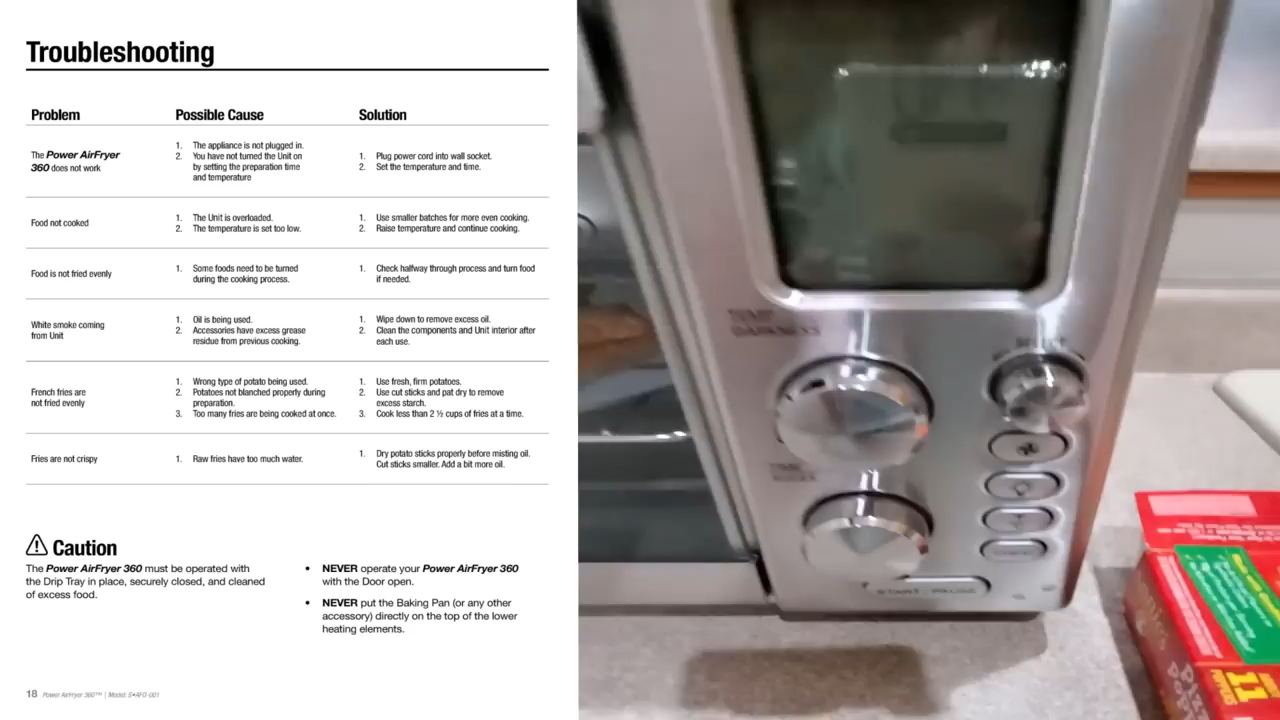 Troubleshooting
Problem
Possible Cause
Solution
The Power AirFryer
360 does not work
1. The appliance is not plugged in.
2. You have not turned the Unit on
by setting the preparation time
and temperature
1. Plug power cord into wall socket.
2. Set the temperature and time.
Food not cooked
1. The Unit is overloaded.
2. The temperature is set too low.
1. Use smaller batches for more even cooking.
2. Raise temperature and continue cooking.
Food is not fried evenly
1. Some foods need to be turned
during the cooking process.
1. Check halfway through process and turn food
if needed.
White smoke coming
from Unit
1. Oil is being used.
2. Accessories have excess grease
residue from previous cooking.
1. Wipe down to remove excess oil.
2. Clean the components and Unit interior after
each use.
French fries are
not fried evenly
1. Wrong type of potato being used.
2. Potatoes not blanched properly during
preparation.
3. Too many fries are being cooked at once.
1. Use fresh, firm potatoes.
2. Use cut sticks and pat dry to remove
excess starch.
3. Cook less than 2 ½ cups of fries at a time.
Fries are not crispy
1. Raw fries have too much water.
1. Dry potato sticks properly before misting oil.
Cut sticks smaller. Add a bit more oil.
Caution
The Power AirFryer 360 must be operated with
the Drip Tray in place, securely closed, and cleaned
of excess food.
• NEVER operate your Power AirFryer 360
with the Door open.
• NEVER put the Baking Pan (or any other
accessory) directly on the top of the lower
heating elements.
18 Power AirFryer 360™ | Model: S•AFO-001
DARKNESS
START / PAUSE
11